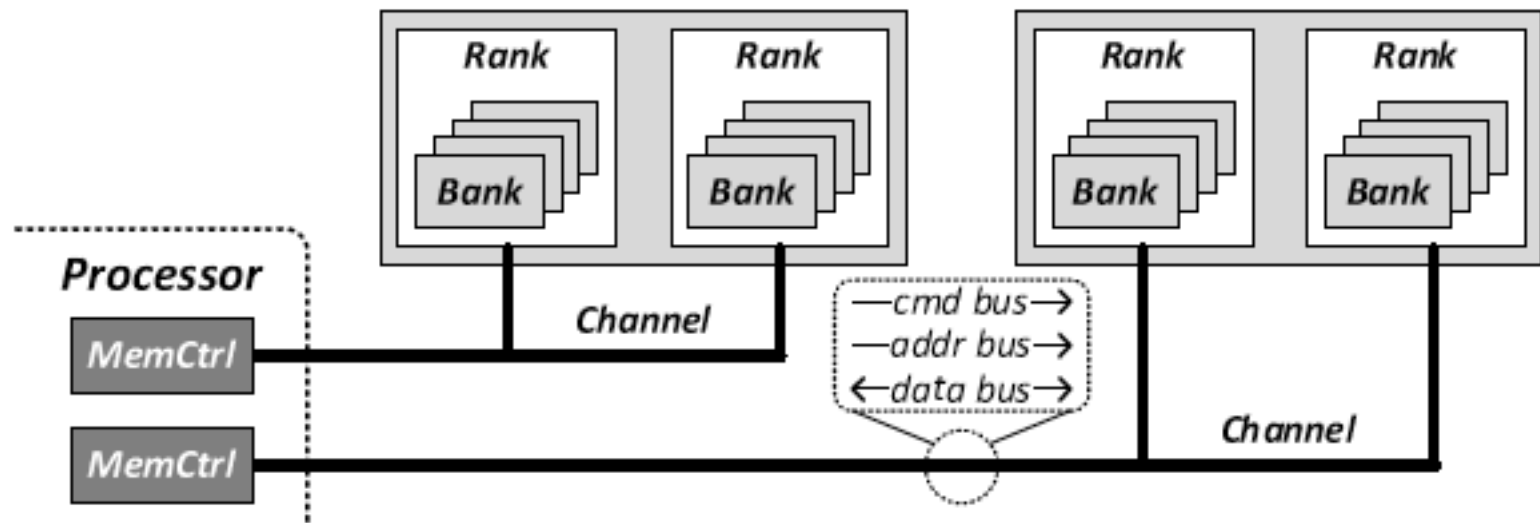 Rank
Rank
Rank
Rank
Bank
Bank
Bank
Bank
Processor
MemCtrl
Channel
cmd bus
addr bus
data bus
MemCtrl
Channel